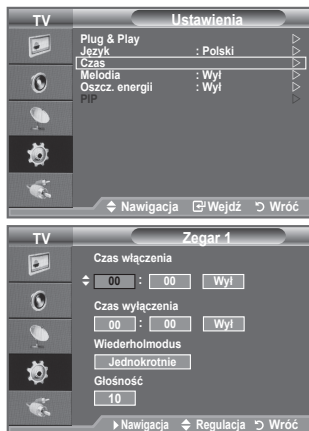 TV Ustawienia
Plug & Play
Język : Polski
Czas
Melodia : Wył
Oszcz. energii : Wył
PIP
Nawigacja Wejdź Wróć
TV Zegar 1
Czas włączenia
00 : 00 Wył
Czas wyłączenia
00 : 00 Wył
Wiederholmodus
Jednokrotnie
Głośność
10
Nawigacja Regulacja Wróć